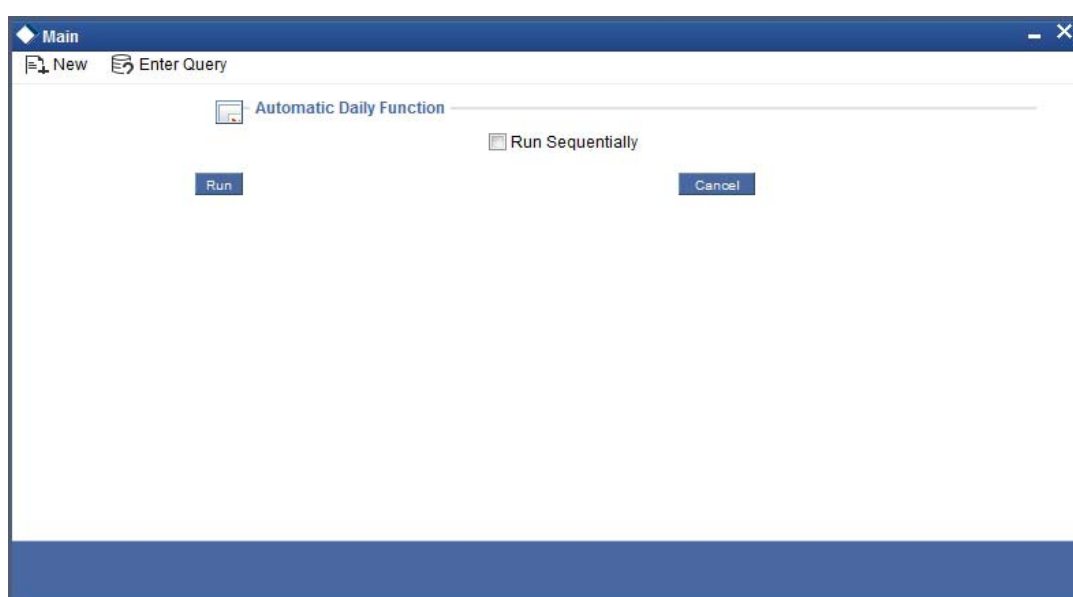 Main
New Enter Query
Automatic Daily Function
Run Sequentially
Run Cancel